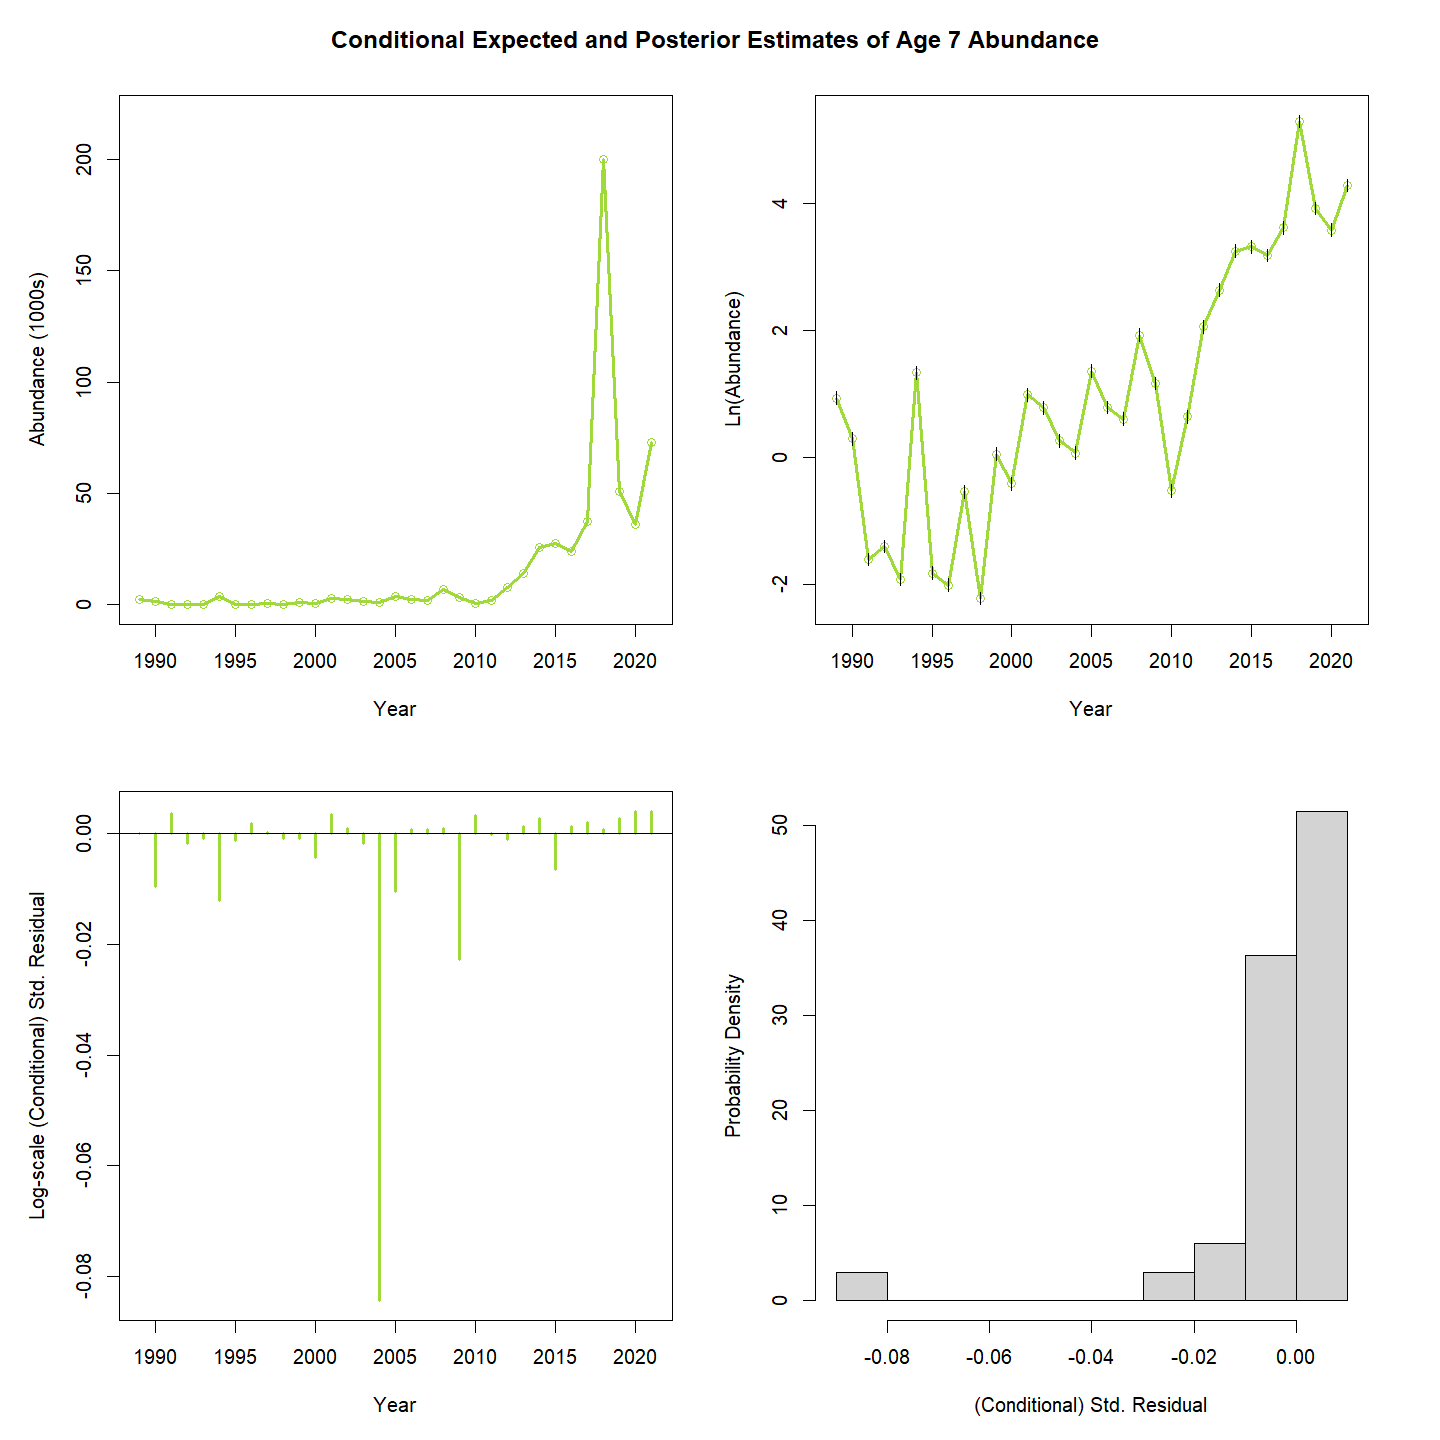 Conditional Expected and Posterior Estimates of Age 7 Abundance
Abundance (1000s)
200
150
100
50
0
1990 1995 2000 2005 2010 2015 2020
Year
Ln(Abundance)
4
2
0
-2
1990 1995 2000 2005 2010 2015 2020
Year
Log-scale (Conditional) Std. Residual
0.00
-0.02
-0.04
-0.06
-0.08
1990 1995 2000 2005 2010 2015 2020
Year
Probability Density
50
40
30
20
10
0
-0.08 -0.06 -0.04 -0.02 0.00
(Conditional) Std. Residual